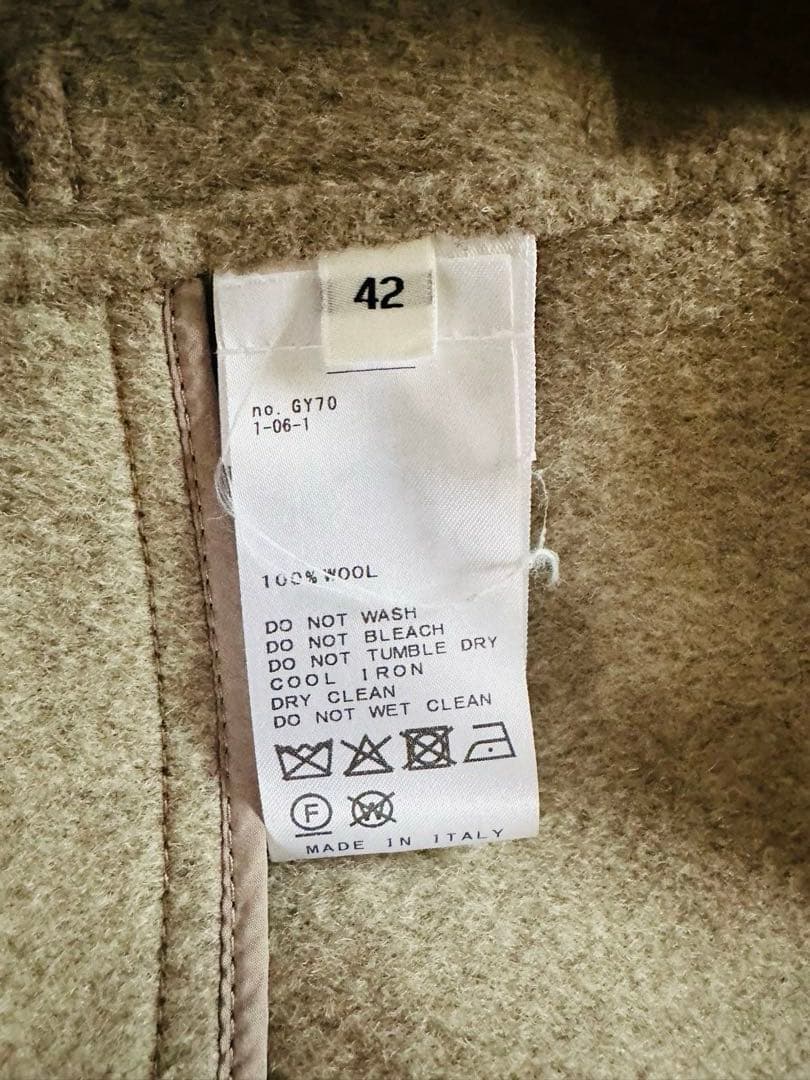 42
no. GY70
1-06-1
100% WOOL
DO NOT WASH
DO NOT BLEACH
DO NOT TUMBLE DRY
COOL IRON
DRY CLEAN
DO NOT WET CLEAN
F W
MADE IN ITALY